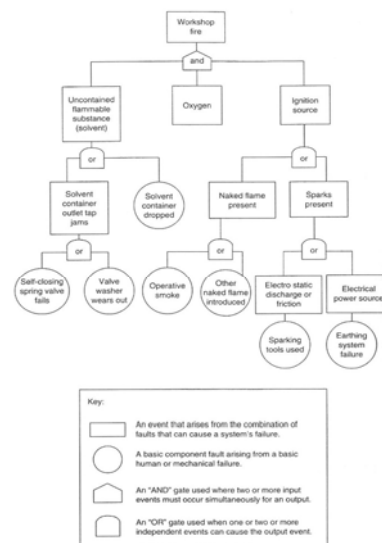 Workshop
fire
and
Uncontained
flammable
substance
(solvent)
Oxygen
Ignition
source
or
or
Solvent
container
outlet tap
jams
Solvent
container
dropped
Naked flame
present
Sparks
present
or
or
or
Self-closing
spring valve
fails
Valve
washer
wears out
Operative
smoke
Other
naked flame
introduced
Electro static
discharge or
friction
Electrical
power source
Sparking
tools used
Earthing
system
failure
Key:
An event that arises from the combination of
faults that can cause a system's failure.
A basic component fault arising from a basic
human or mechanical failure.
An "AND" gate used where two or more input
events must occur simultaneously for an output.
An "OR" gate used when one or two or more
independent events can cause the output event.